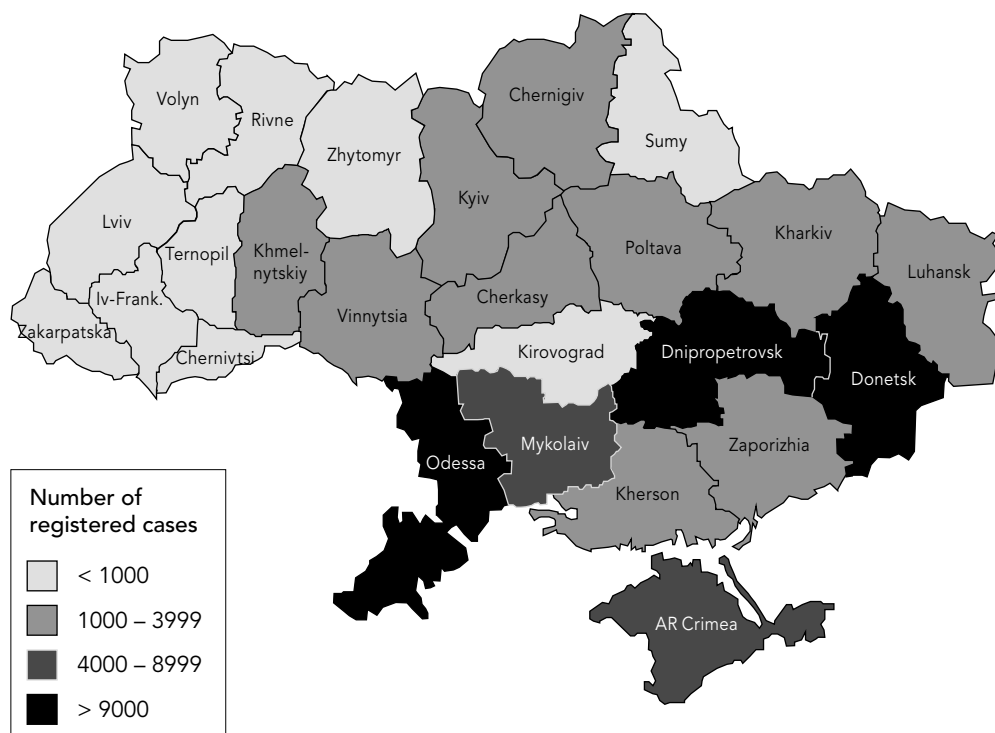 Chernigiv
Volyn
Rivne
Sumy
Zhytomyr
Kyiv
Lviv
Kharkiv
Poltava
Ternopil
Khmel-
nytskiy
Luhansk
Iv-Frank.
Cherkasy
Vinnytsia
Zakarpatska
Chernivtsi
Kirovograd
Dnipropetrovsk
Donetsk
Mykolaiv
Zaporizhia
Odessa
Kherson
AR Crimea
Number of
registered cases
< 1000
1000 – 3999
4000 – 8999
> 9000